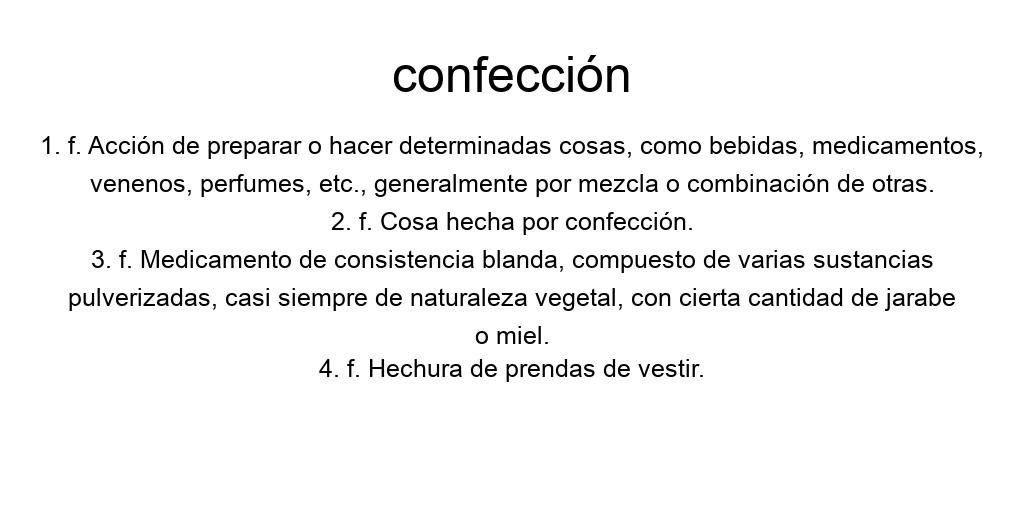 confección
1. f. Acción de preparar o hacer determinadas cosas, como bebidas, medicamentos,
venenos, perfumes, etc., generalmente por mezcla o combinación de otras.
2. f. Cosa hecha por confección.
3. f. Medicamento de consistencia blanda, compuesto de varias sustancias
pulverizadas, casi siempre de naturaleza vegetal, con cierta cantidad de jarabe
o miel.
4. f. Hechura de prendas de vestir.